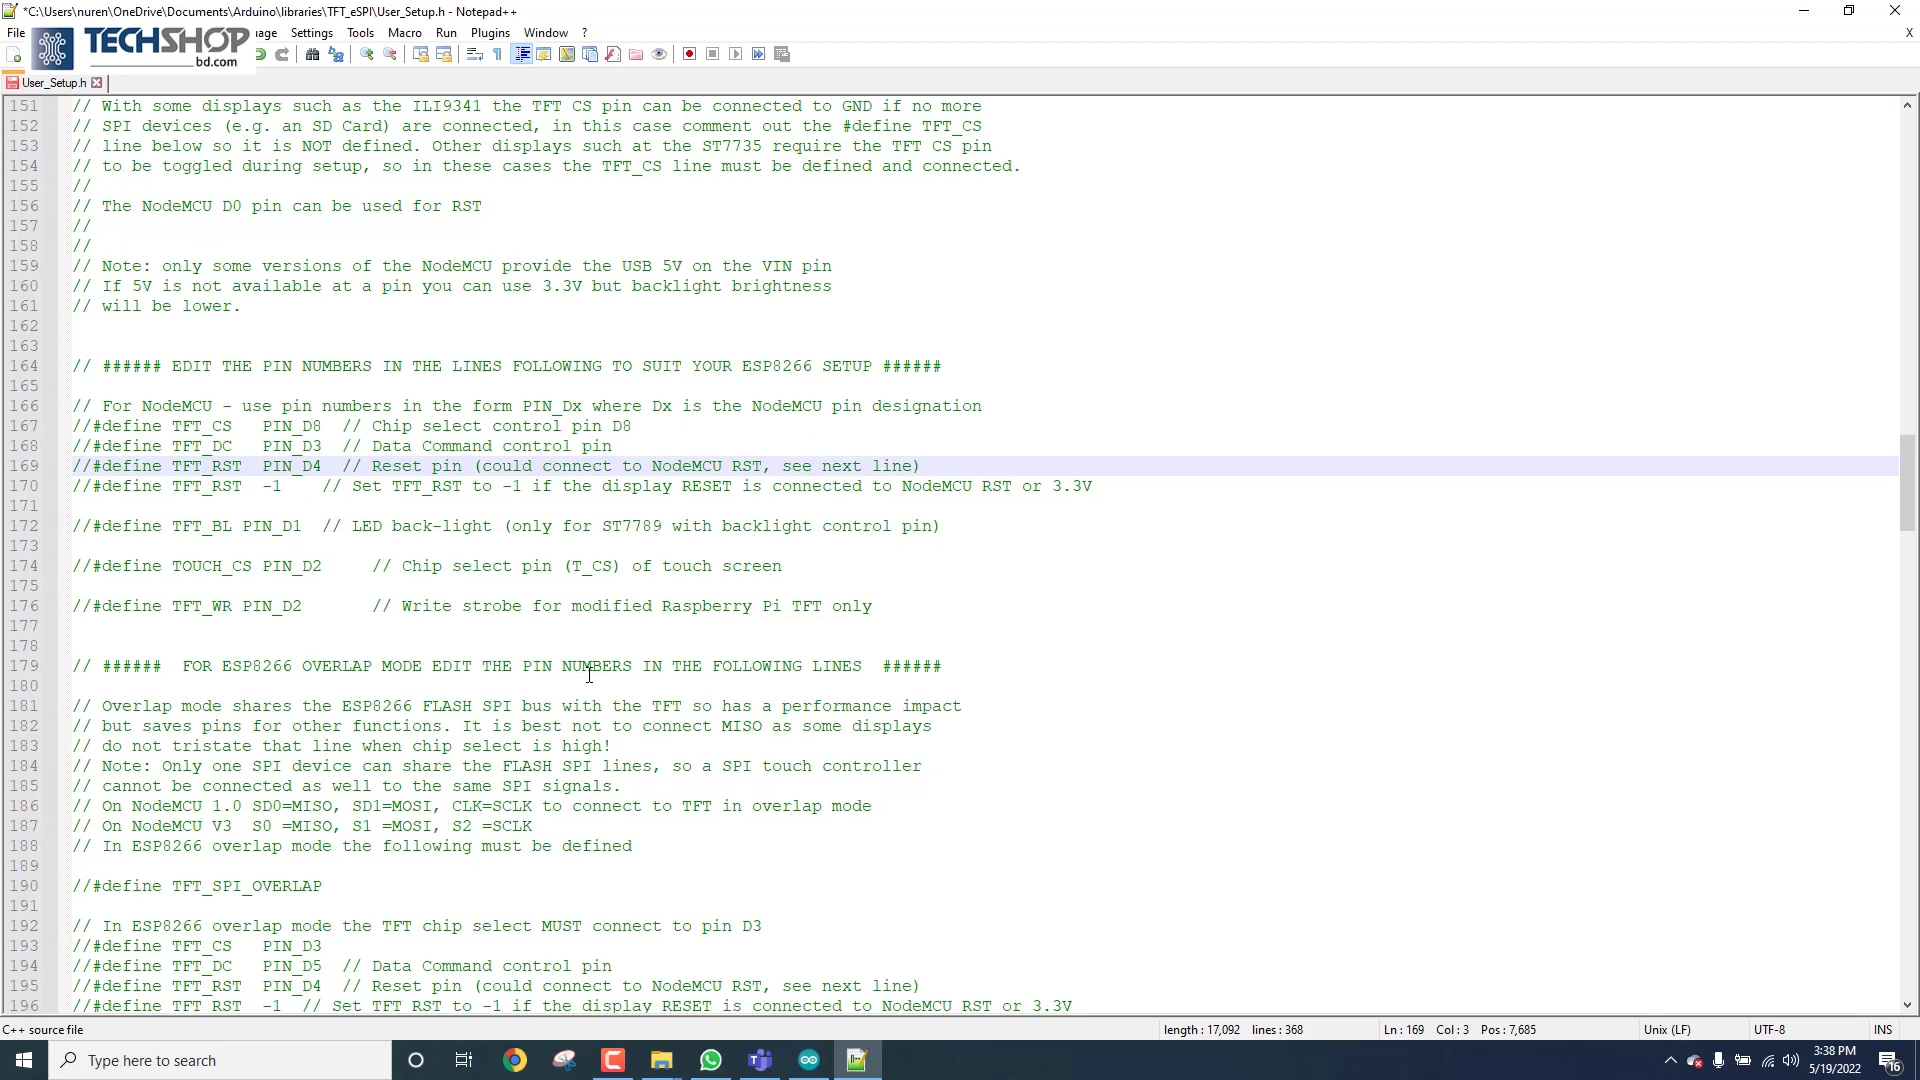 *C:\Users\nuren\OneDrive\Documents\Arduino\libraries\TFT_eSPI\User_Setup.h - Notepad++
File TECHSHOP bd.com uage Settings Tools Macro Run Plugins Window ? X
User_Setup.h
151 // With some displays such as the ILI9341 the TFT CS pin can be connected to GND if no more
152 // SPI devices (e.g. an SD Card) are connected, in this case comment out the #define TFT_CS
153 // line below so it is NOT defined. Other displays such at the ST7735 require the TFT CS pin
154 // to be toggled during setup, so in these cases the TFT_CS line must be defined and connected.
155 //
156 // The NodeMCU D0 pin can be used for RST
157 //
158 //
159 // Note: only some versions of the NodeMCU provide the USB 5V on the VIN pin
160 // If 5V is not available at a pin you can use 3.3V but backlight brightness
161 // will be lower.
162
163
164 // ###### EDIT THE PIN NUMBERS IN THE LINES FOLLOWING TO SUIT YOUR ESP8266 SETUP ######
165
166 // For NodeMCU - use pin numbers in the form PIN_Dx where Dx is the NodeMCU pin designation
167 //#define TFT_CS   PIN_D8  // Chip select control pin D8
168 //#define TFT_DC   PIN_D3  // Data Command control pin
169 //#define TFT_RST  PIN_D4  // Reset pin (could connect to NodeMCU RST, see next line)
170 //#define TFT_RST  -1    // Set TFT_RST to -1 if the display RESET is connected to NodeMCU RST or 3.3V
171
172 //#define TFT_BL PIN_D1  // LED back-light (only for ST7789 with backlight control pin)
173
174 //#define TOUCH_CS PIN_D2     // Chip select pin (T_CS) of touch screen
175
176 //#define TFT_WR PIN_D2       // Write strobe for modified Raspberry Pi TFT only
177
178
179 // ######  FOR ESP8266 OVERLAP MODE EDIT THE PIN NUMBERS IN THE FOLLOWING LINES  ######
180
181 // Overlap mode shares the ESP8266 FLASH SPI bus with the TFT so has a performance impact
182 // but saves pins for other functions. It is best not to connect MISO as some displays
183 // do not tristate that line when chip select is high!
184 // Note: Only one SPI device can share the FLASH SPI lines, so a SPI touch controller
185 // cannot be connected as well to the same SPI signals.
186 // On NodeMCU 1.0 SD0=MISO, SD1=MOSI, CLK=SCLK to connect to TFT in overlap mode
187 // On NodeMCU V3  S0 =MISO, S1 =MOSI, S2 =SCLK
188 // In ESP8266 overlap mode the following must be defined
189
190 //#define TFT_SPI_OVERLAP
191
192 // In ESP8266 overlap mode the TFT chip select MUST connect to pin D3
193 //#define TFT_CS   PIN_D3
194 //#define TFT_DC   PIN_D5  // Data Command control pin
195 //#define TFT_RST  PIN_D4  // Reset pin (could connect to NodeMCU RST, see next line)
196 //#define TFT_RST  -1  // Set TFT_RST to -1 if the display RESET is connected to NodeMCU RST or 3.3V
C++ source file length : 17,092 lines : 368 Ln : 169 Col : 3 Pos : 7,685 Unix (LF) UTF-8 INS
Type here to search
3:38 PM
5/19/2022
16